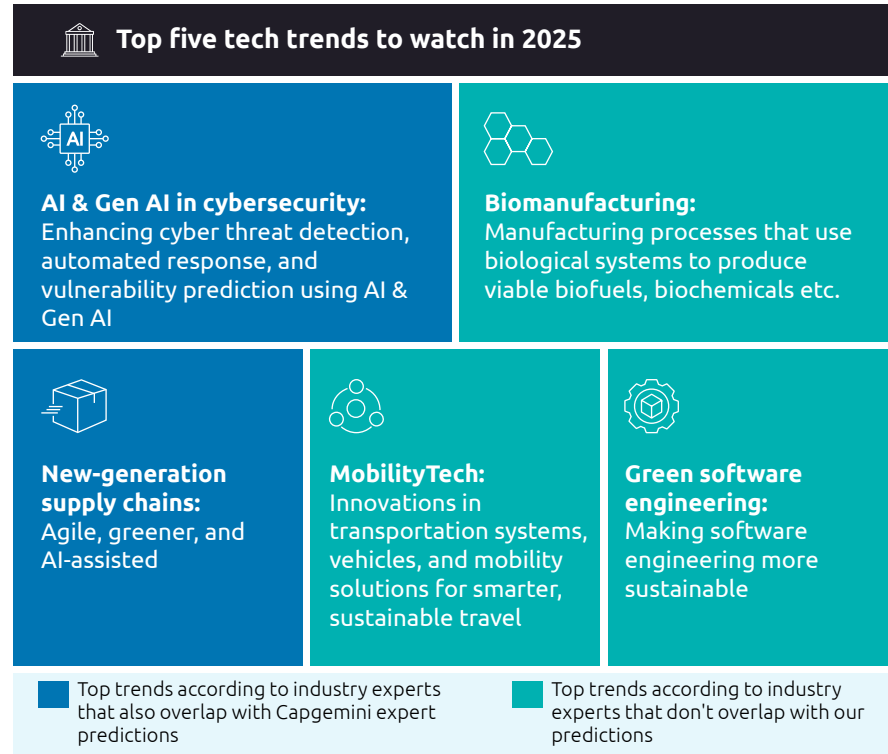 Top five tech trends to watch in 2025
AI
AI & Gen AI in cybersecurity:
Enhancing cyber threat detection,
automated response, and
vulnerability prediction using AI &
Gen AI
Biomanufacturing:
Manufacturing processes that use
biological systems to produce
viable biofuels, biochemicals etc.
New-generation
supply chains:
Agile, greener, and
AI-assisted
MobilityTech:
Innovations in
transportation systems,
vehicles, and mobility
solutions for smarter,
sustainable travel
Green software
engineering:
Making software
engineering more
sustainable
Top trends according to industry experts
that also overlap with Capgemini expert
predictions
Top trends according to industry
experts that don't overlap with our
predictions